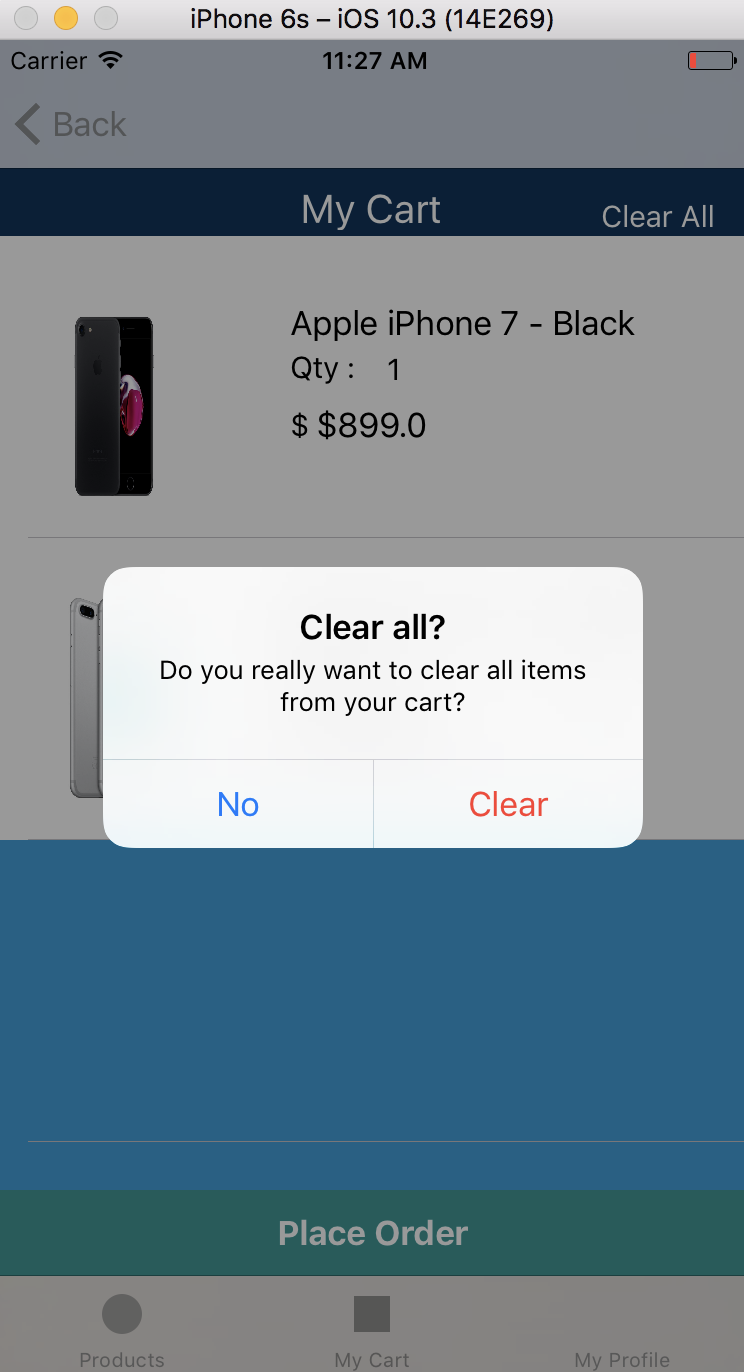 iPhone 6s – iOS 10.3 (14E269)
Carrier 11:27 AM
Back
My Cart
Clear All
Apple iPhone 7 - Black
Qty : 1
$ $899.0
Clear all?
Do you really want to clear all items
from your cart?
No Clear
Place Order
Products My Cart My Profile